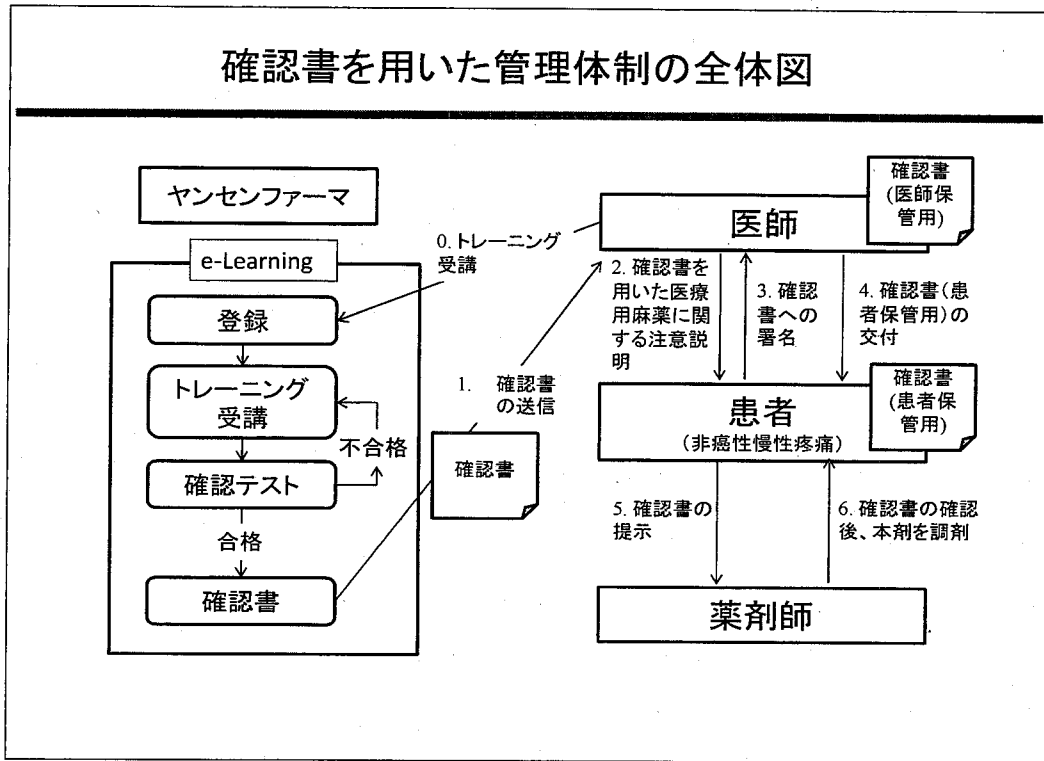 確認書を用いた管理体制の全体図
ヤンセンファーマ
e-Learning
登録
トレーニング
受講
不合格
確認テスト
合格
確認書
0. トレーニング
受講
1. 確認書
の送信
確認書
医師
確認書
(医師保
管用)
2. 確認書を
用いた医療
用麻薬に関
する注意説
明
3. 確認
書への
署名
4. 確認書(患
者保管用)の
交付
患者
(非癌性慢性疼痛)
確認書
(患者保
管用)
5. 確認書の
提示
6. 確認書の確認
後、本剤を調剤
薬剤師